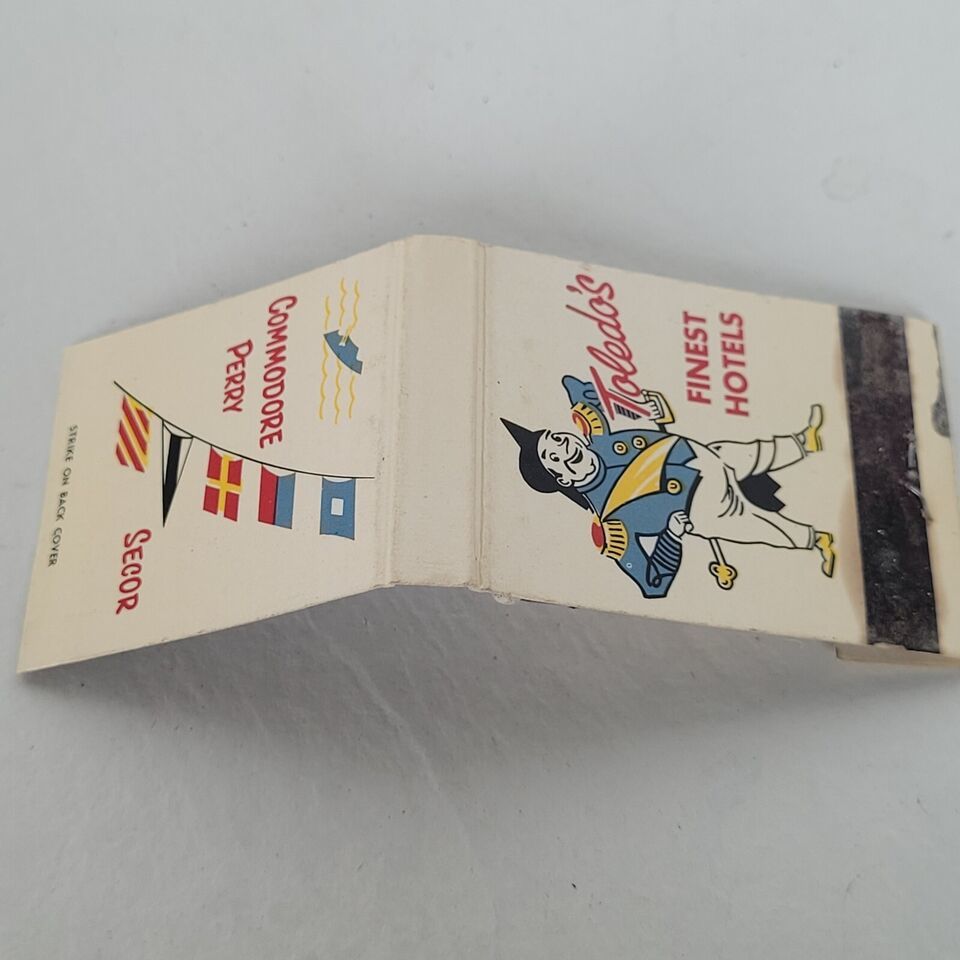 COMMODORE
PERRY
SECOR
STRIKE ON BACK COVER
Toledo's
FINEST
HOTELS